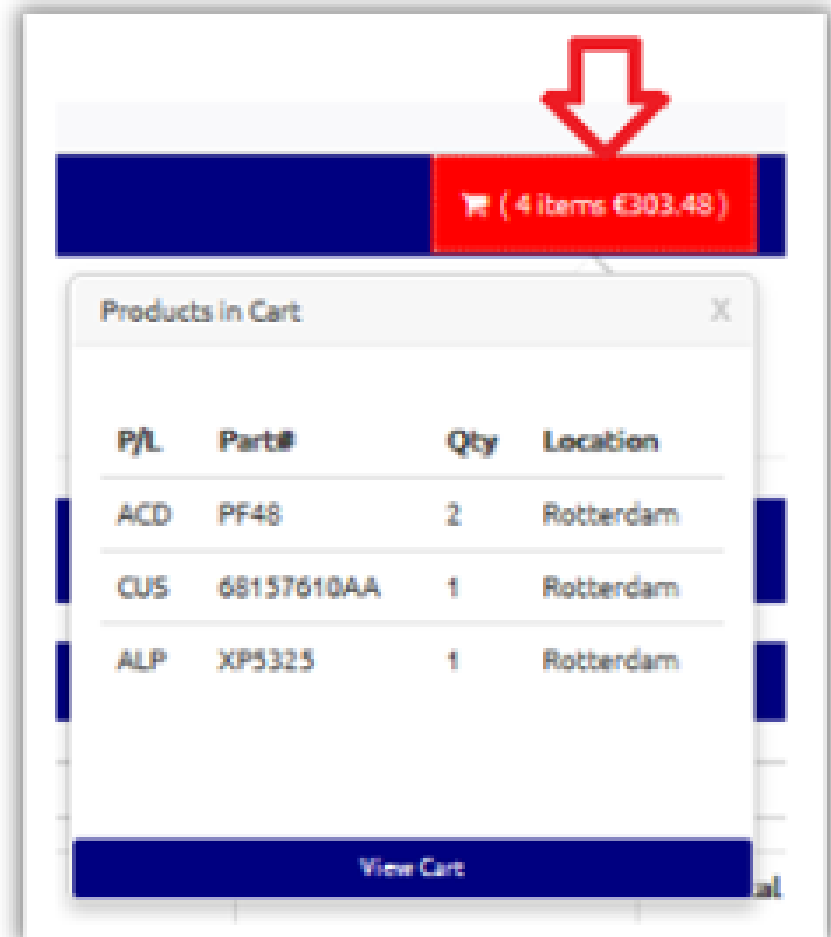 ( 4 items €303.48 )
Products in Cart X
P/L Part# Qty Location
ACD PF48 2 Rotterdam
CUS 68157610AA 1 Rotterdam
ALP XP5325 1 Rotterdam
View Cart
al